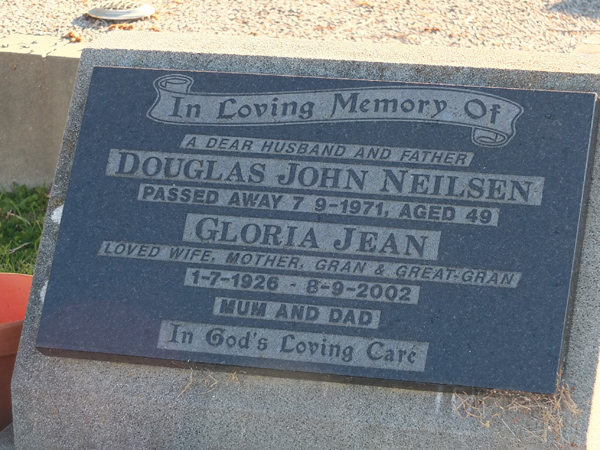 In Loving Memory Of
A DEAR HUSBAND AND FATHER
DOUGLAS JOHN NEILSEN
PASSED AWAY 7 9-1971, AGED 49
GLORIA JEAN
LOVED WIFE, MOTHER, GRAN & GREAT-GRAN
1-7-1926 - 8-9-2002
MUM AND DAD
In God's Loving Care